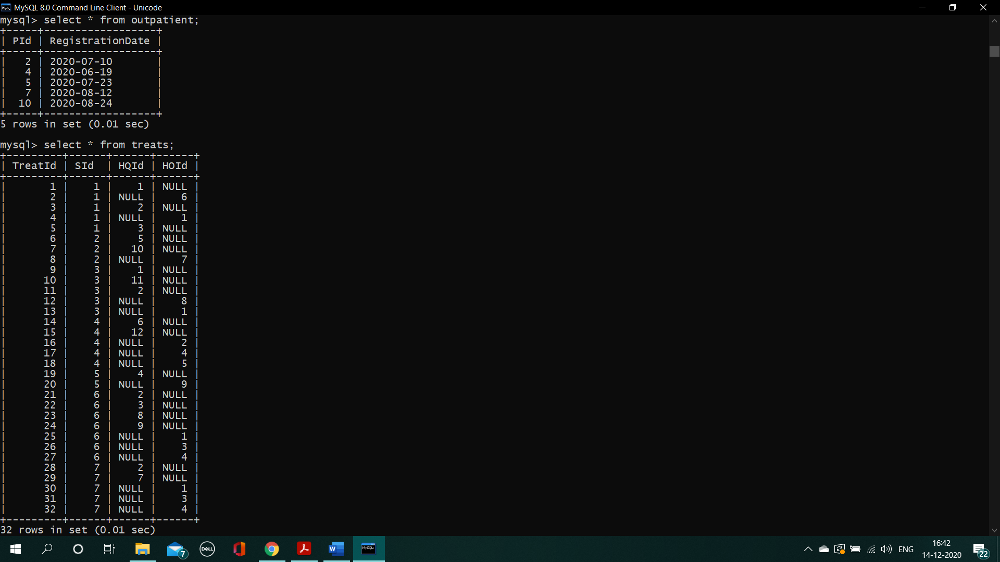 MySQL 8.0 Command Line Client - Unicode
mysql> select * from outpatient;
+-----+------------------+
| PId | RegistrationDate |
+-----+------------------+
|   2 | 2020-07-10       |
|   4 | 2020-06-19       |
|   5 | 2020-07-23       |
|   7 | 2020-08-12       |
|  10 | 2020-08-24       |
+-----+------------------+
5 rows in set (0.01 sec)

mysql> select * from treats;
+---------+------+------+------+
| TreatId | SId  | HQId | HOId |
+---------+------+------+------+
|       1 |    1 |    1 | NULL |
|       2 |    1 | NULL |    6 |
|       3 |    1 |    2 | NULL |
|       4 |    1 | NULL |    1 |
|       5 |    1 |    3 | NULL |
|       6 |    2 |    5 | NULL |
|       7 |    2 |   10 | NULL |
|       8 |    2 | NULL |    7 |
|       9 |    3 |    1 | NULL |
|      10 |    3 |   11 | NULL |
|      11 |    3 |    2 | NULL |
|      12 |    3 | NULL |    8 |
|      13 |    3 | NULL |    1 |
|      14 |    4 |    6 | NULL |
|      15 |    4 |   12 | NULL |
|      16 |    4 | NULL |    2 |
|      17 |    4 | NULL |    4 |
|      18 |    4 | NULL |    5 |
|      19 |    5 |    4 | NULL |
|      20 |    5 | NULL |    9 |
|      21 |    6 |    2 | NULL |
|      22 |    6 |    3 | NULL |
|      23 |    6 |    8 | NULL |
|      24 |    6 |    9 | NULL |
|      25 |    6 | NULL |    1 |
|      26 |    6 | NULL |    3 |
|      27 |    6 | NULL |    4 |
|      28 |    7 |    2 | NULL |
|      29 |    7 |    7 | NULL |
|      30 |    7 | NULL |    1 |
|      31 |    7 | NULL |    3 |
|      32 |    7 | NULL |    4 |
+---------+------+------+------+
32 rows in set (0.01 sec)
7
DELL
W
MySQL
ENG
16:42
14-12-2020
22